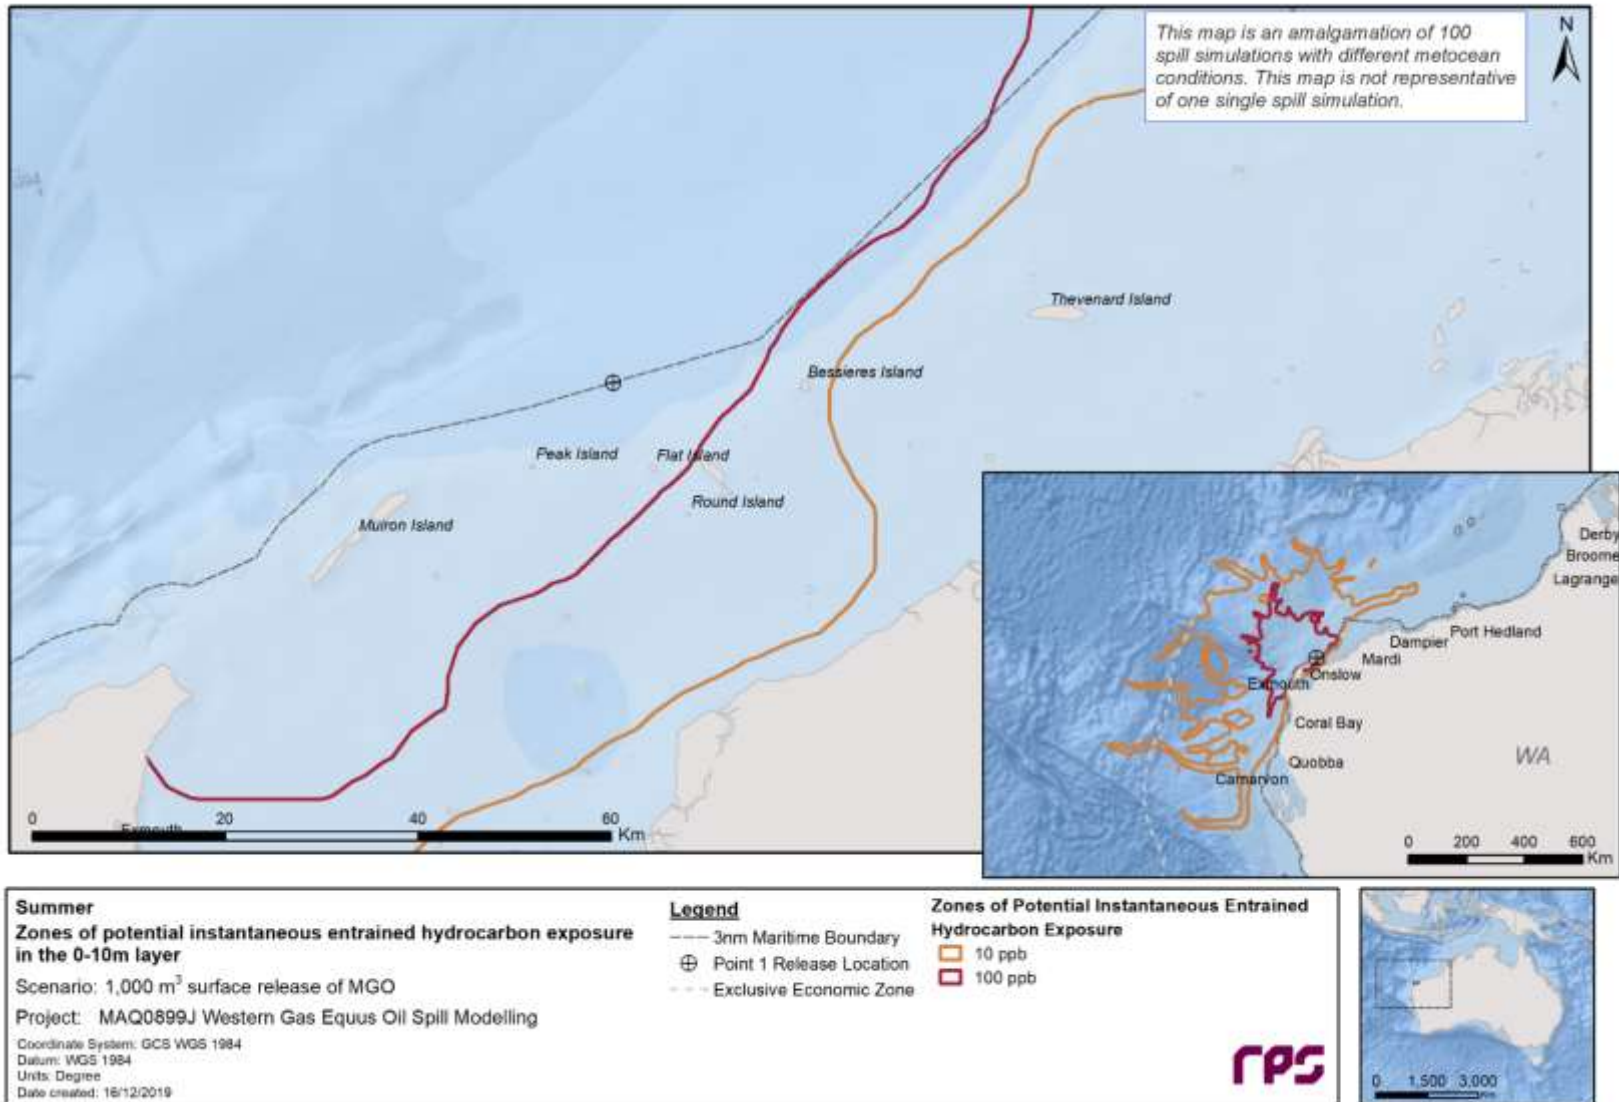 This map is an amalgamation of 100
spill simulations with different metocean
conditions. This map is not representative
of one single spill simulation.
N
Thevenard Island
Bessieres Island
Peak Island
Flat Island
Round Island
Muiron Island
0 20 40 60 Km
Exmouth
Derby
Broome
Lagrange
Port Hedland
Dampier
Mardi
Onslow
Exmouth
Coral Bay
WA
Quobba
Carnarvon
0 200 400 600 Km
Summer
Zones of potential instantaneous entrained hydrocarbon exposure
in the 0-10m layer
Scenario: 1,000 m³ surface release of MGO
Project: MAQ0899J Western Gas Equus Oil Spill Modelling
Coordinate System: GCS WGS 1984
Datum: WGS 1984
Units: Degree
Date created: 16/12/2019
Legend
3nm Maritime Boundary
Point 1 Release Location
Exclusive Economic Zone
Zones of Potential Instantaneous Entrained
Hydrocarbon Exposure
10 ppb
100 ppb
rps
0 1,500 3,000
Km